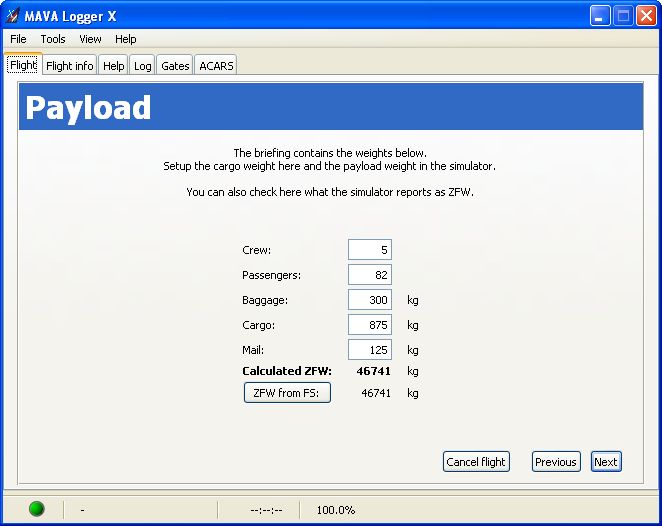 MAVA Logger X
File Tools View Help
Flight Flight info Help Log Gates ACARS
Payload
The briefing contains the weights below.
Setup the cargo weight here and the payload weight in the simulator.
You can also check here what the simulator reports as ZFW.
Crew: 5
Passengers: 82
Baggage: 300 kg
Cargo: 875 kg
Mail: 125 kg
Calculated ZFW: 46741 kg
ZFW from FS: 46741 kg
Cancel flight Previous Next
- --:--:-- 100.0%